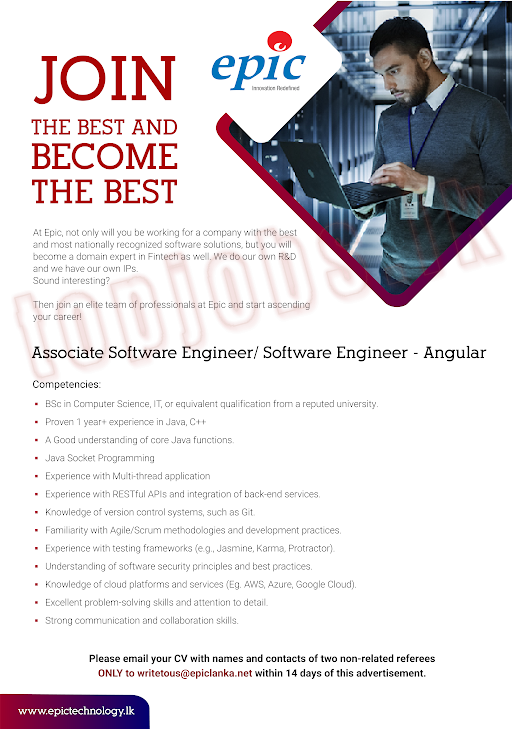 epic
Innovation Redefined
JOIN
THE BEST AND
BECOME
THE BEST
At Epic, not only will you be working for a company with the best
and most nationally recognized software solutions, but you will
become a domain expert in Fintech as well. We do our own R&D
and we have our own IPs.
Sound interesting?
Then join an elite team of professionals at Epic and start ascending
your career!
topjobs.lk
Associate Software Engineer/ Software Engineer - Angular
Competencies:
BSc in Computer Science, IT, or equivalent qualification from a reputed university.
Proven 1 year+ experience in Java, C++
A Good understanding of core Java functions.
Java Socket Programming
Experience with Multi-thread application
Experience with RESTful APIs and integration of back-end services.
Knowledge of version control systems, such as Git.
Familiarity with Agile/Scrum methodologies and development practices.
Experience with testing frameworks (e.g., Jasmine, Karma, Protractor).
Understanding of software security principles and best practices.
Knowledge of cloud platforms and services (Eg. AWS, Azure, Google Cloud).
Excellent problem-solving skills and attention to detail.
Strong communication and collaboration skills.
Please email your CV with names and contacts of two non-related referees
ONLY to writetous@epiclanka.net within 14 days of this advertisement.
www.epictechnology.lk